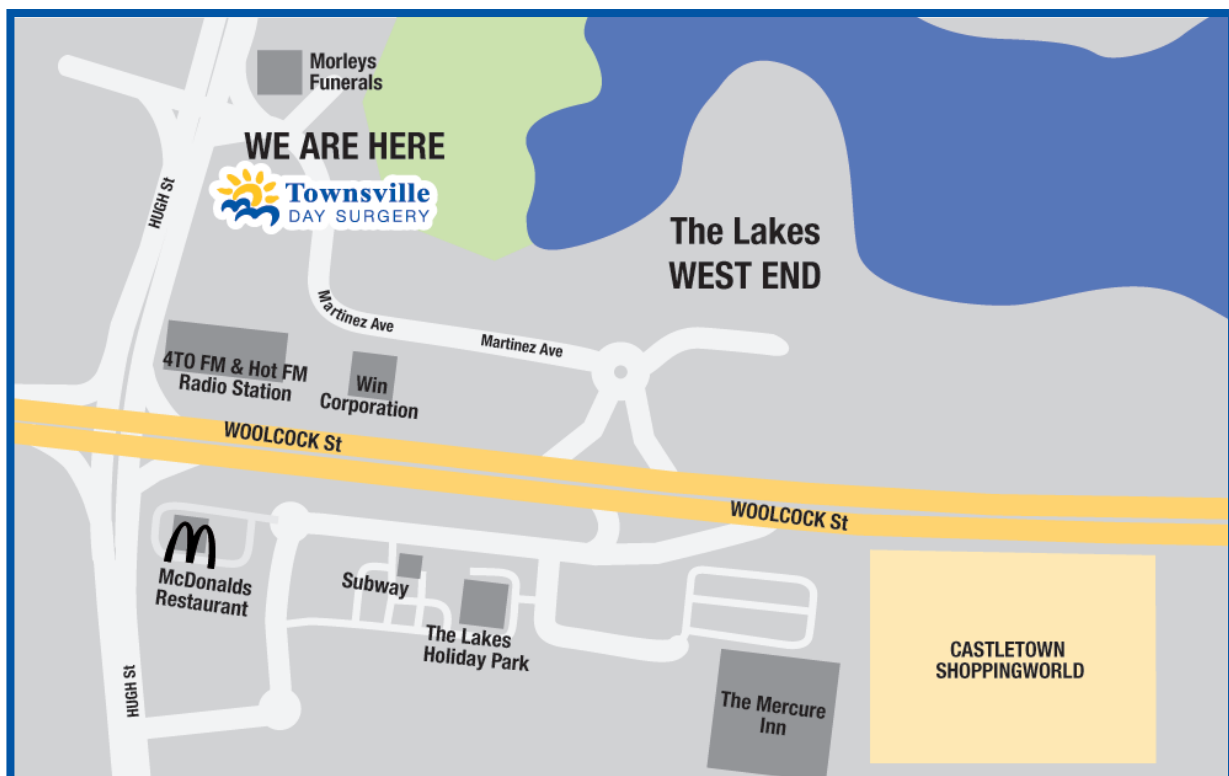 Morleys
Funerals
WE ARE HERE
Townsville
DAY SURGERY
HUGH St
The Lakes
WEST END
Martinez Ave
Martinez Ave
4TO FM & Hot FM
Radio Station
Win
Corporation
WOOLCOCK St
WOOLCOCK St
McDonalds
Restaurant
Subway
The Lakes
Holiday Park
CASTLETOWN
SHOPPINGWORLD
HUGH St
The Mercure
Inn